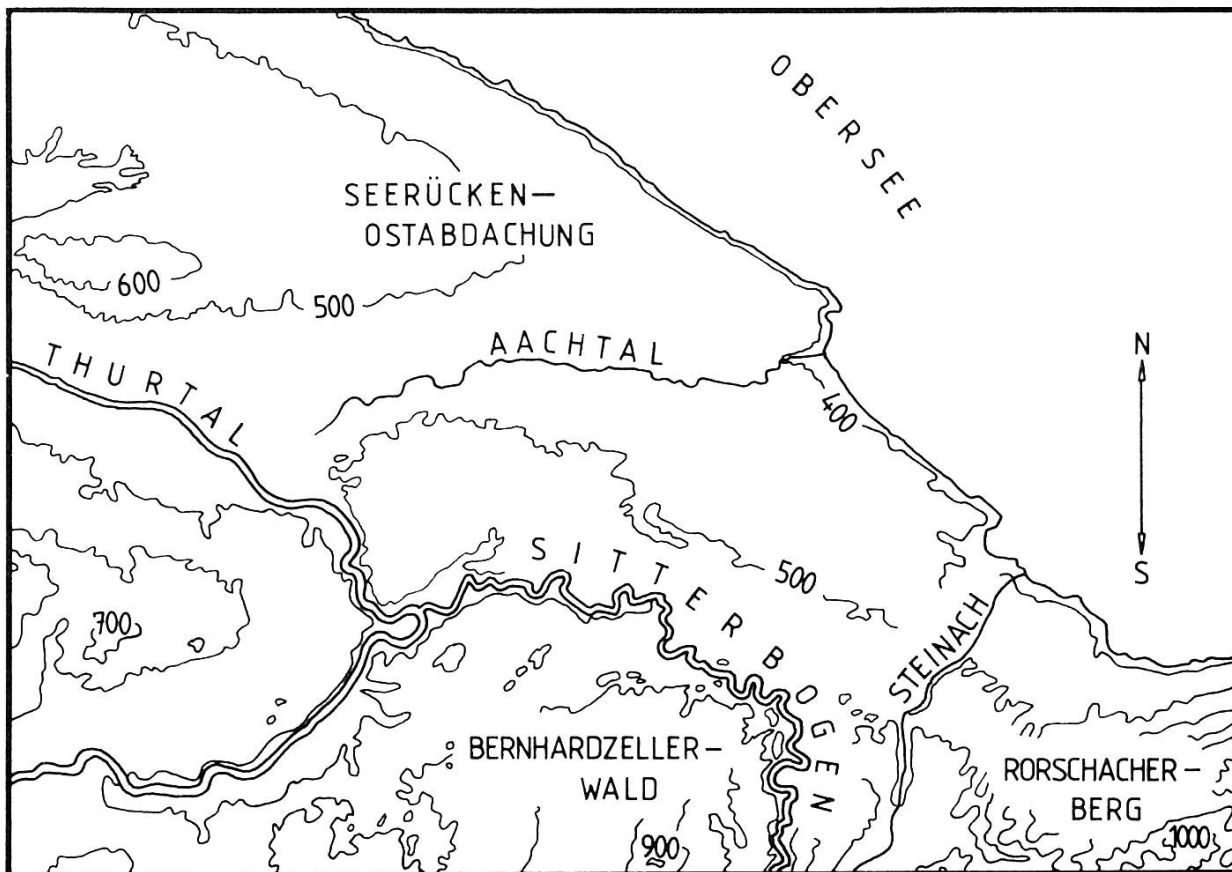 OBERSEE
SEERÜCKEN—
OSTABDACHUNG
600
500
THURTAL
AACHTAL
N
400
S
SITTERBOGEN
500
700
STEINACH
BERNHARDZELLER—
WALD
RORSCHACHER—
BERG
900
1000